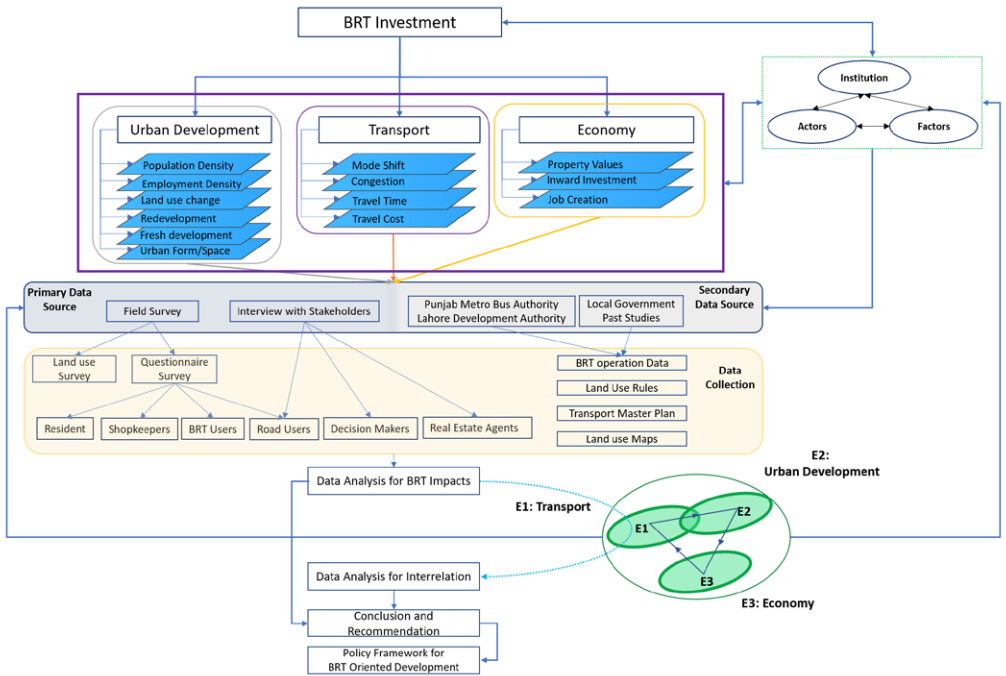 BRT Investment
Institution
Actors
Factors
Urban Development
Population Density
Employment Density
Land use change
Redevelopment
Fresh development
Urban Form/Space
Transport
Mode Shift
Congestion
Travel Time
Travel Cost
Economy
Property Values
Inward Investment
Job Creation
Primary Data
Source
Field Survey
Interview with Stakeholders
Punjab Metro Bus Authority
Lahore Development Authority
Local Government
Past Studies
Secondary
Data Source
Land use
Survey
Questionnaire
Survey
Resident
Shopkeepers
BRT Users
Road Users
Decision Makers
Real Estate Agents
BRT operation Data
Land Use Rules
Transport Master Plan
Land use Maps
Data
Collection
Data Analysis for BRT Impacts
E1: Transport
E2:
Urban Development
E1
E2
E3
E3: Economy
Data Analysis for Interrelation
Conclusion and
Recommendation
Policy Framework for
BRT Oriented Development